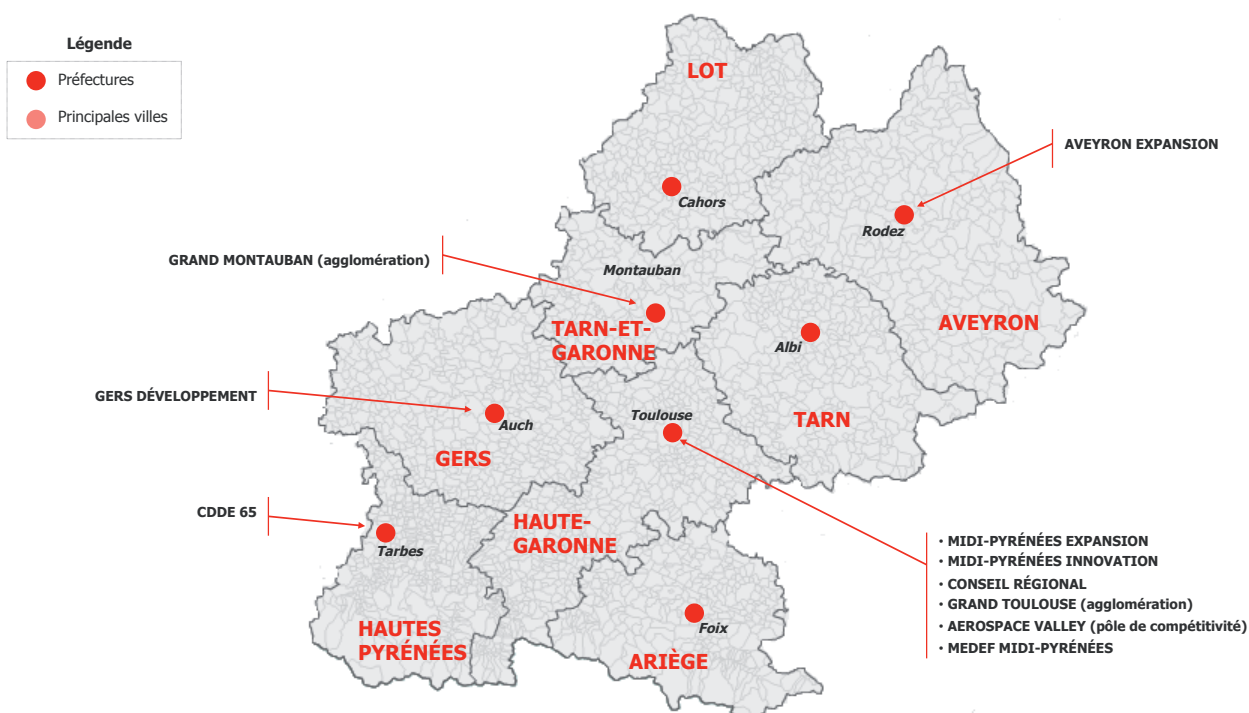 Légende
Préfectures
Principales villes
LOT
Cahors
AVEYRON EXPANSION
Rodez
GRAND MONTAUBAN (agglomération)
Montauban
TARN-ET-
GARONNE
AVEYRON
Albi
TARN
GERS DÉVELOPPEMENT
Auch
GERS
Toulouse
CDDE 65
Tarbes
HAUTE-
GARONNE
HAUTES
PYRÉNÉES
Foix
ARIÈGE
· MIDI-PYRÉNÉES EXPANSION
· MIDI-PYRÉNÉES INNOVATION
· CONSEIL RÉGIONAL
· GRAND TOULOUSE (agglomération)
· AEROSPACE VALLEY (pôle de compétitivité)
· MEDEF MIDI-PYRÉNÉES